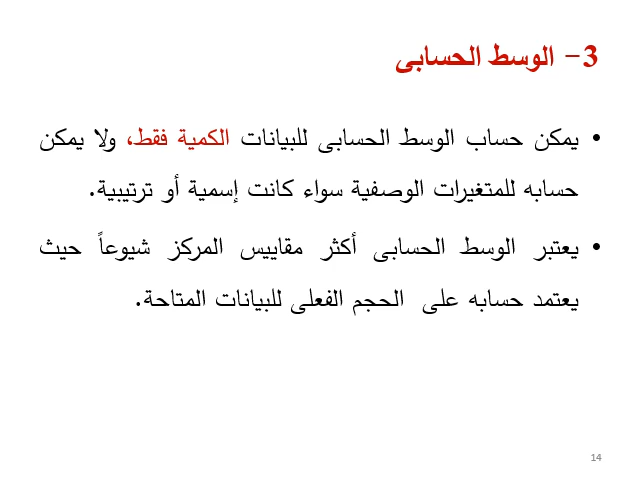 3- الوسط الحسابى
• يمكن حساب الوسط الحسابى للبيانات الكمية فقط، ولا يمكن
حسابه للمتغيرات الوصفية سواء كانت إسمية أو ترتيبية.
• يعتبر الوسط الحسابى أكثر مقاييس المركز شيوعاً حيث
يعتمد حسابه على الحجم الفعلى للبيانات المتاحة.
14